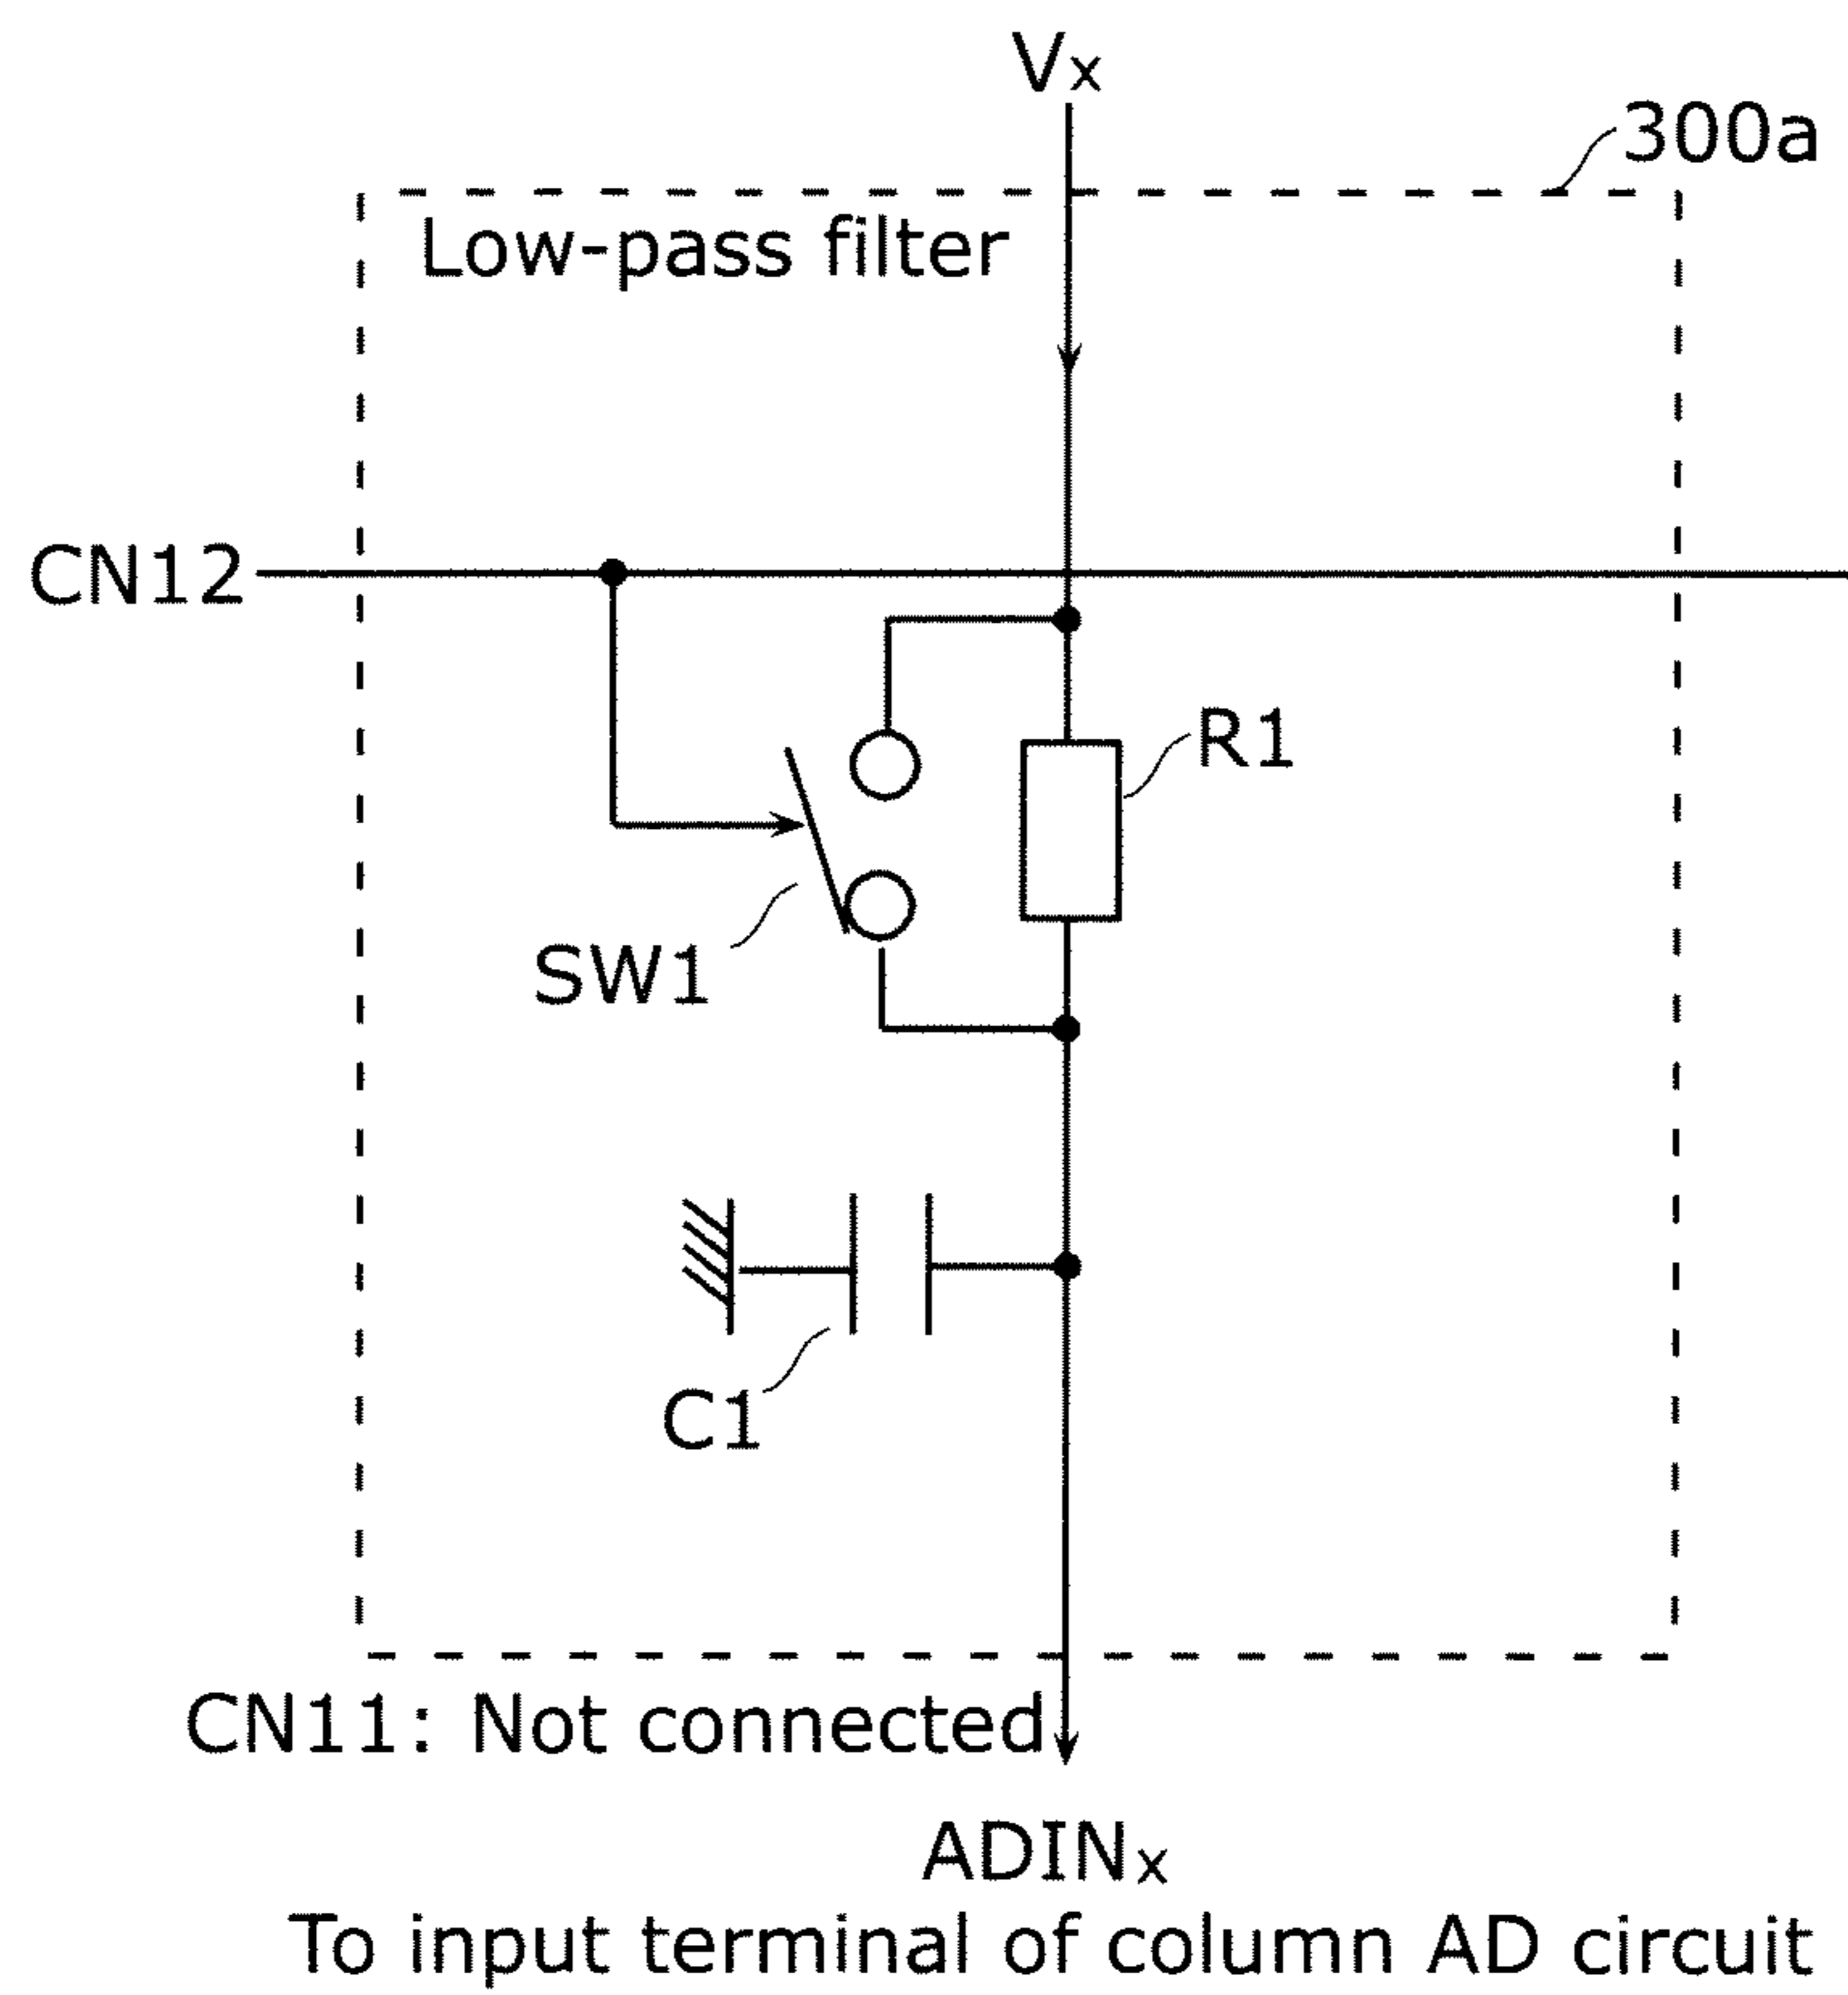 Vx
300a
Low-pass filter
CN12
R1
SW1
C1
CN11: Not connected
ADINx
To input terminal of column AD circuit